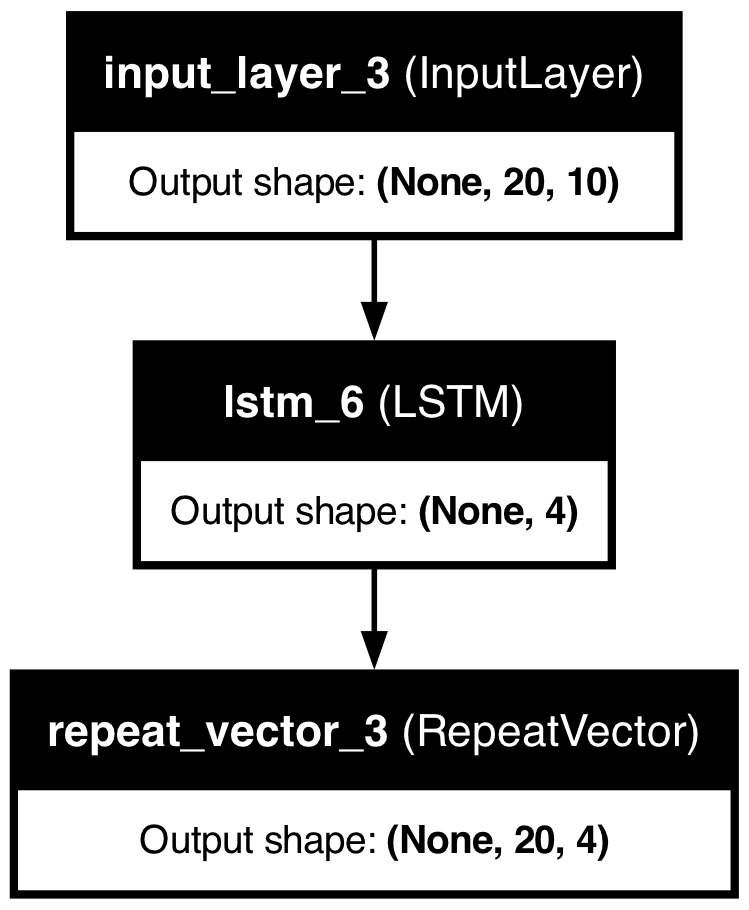 input_layer_3 (InputLayer)
Output shape: (None, 20, 10)
lstm_6 (LSTM)
Output shape: (None, 4)
repeat_vector_3 (RepeatVector)
Output shape: (None, 20, 4)